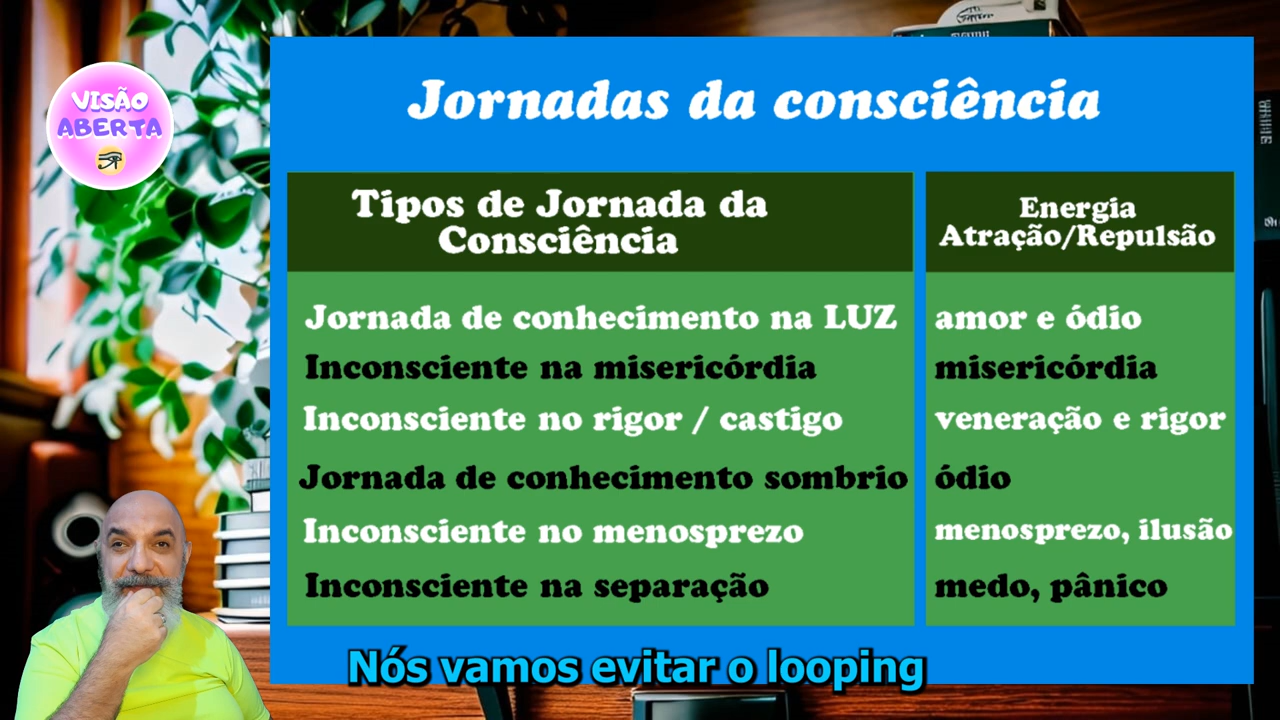 VISÃO
ABERTA
Jornadas da consciência
Tipos de Jornada da
Consciência
Energia
Atração/Repulsão
Jornada de conhecimento na LUZ
amor e ódio
Inconsciente na misericórdia
misericórdia
Inconsciente no rigor / castigo
veneração e rigor
Jornada de conhecimento sombrio
ódio
Inconsciente no menosprezo
menosprezo, ilusão
Inconsciente na separação
medo, pânico
Nós vamos evitar o looping